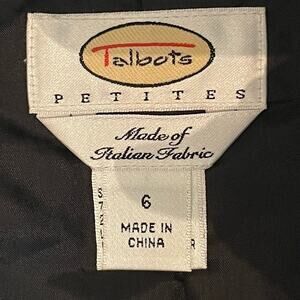 Talbots
PETITES
Made of
Italian Fabric
6
MADE IN
CHINA